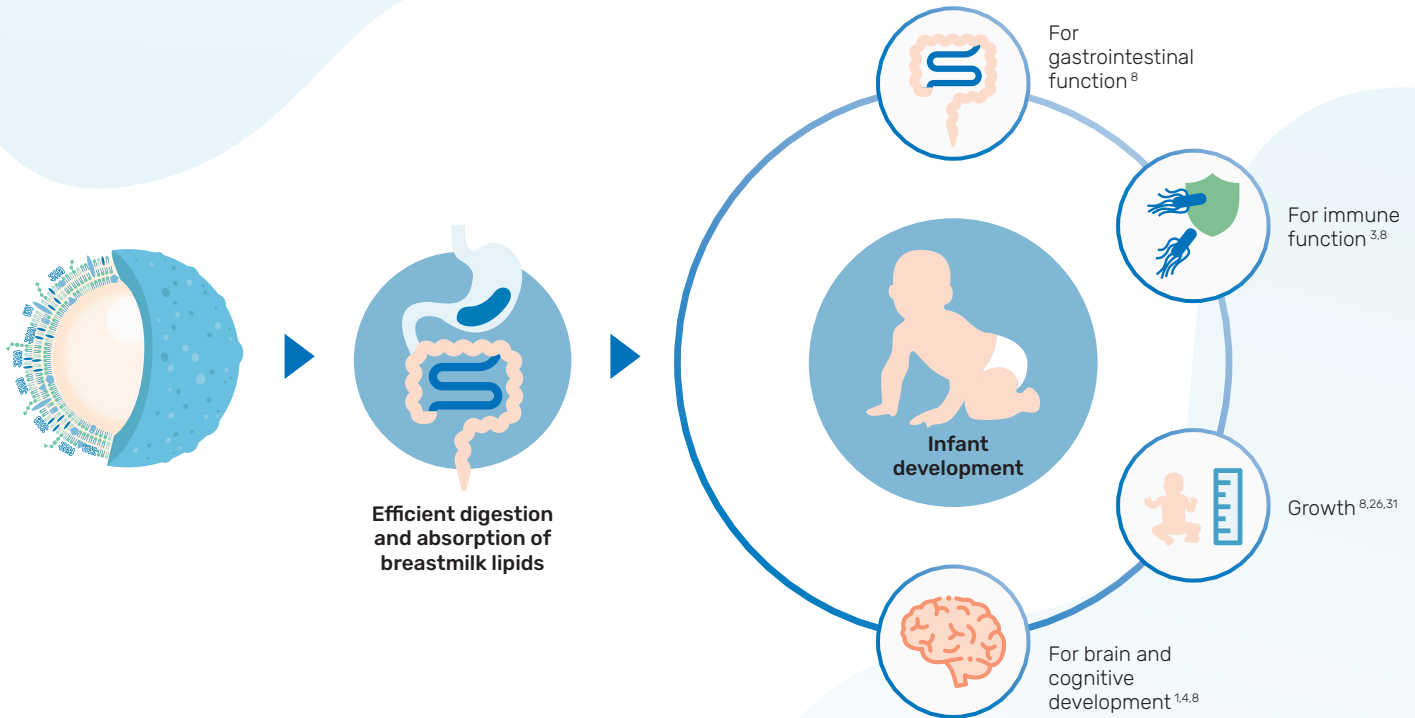 For
gastrointestinal
function 8
For immune
function 3,8
Infant
development
Growth 8,26,31
Efficient digestion
and absorption of
breastmilk lipids
For brain and
cognitive
development 1,4,8